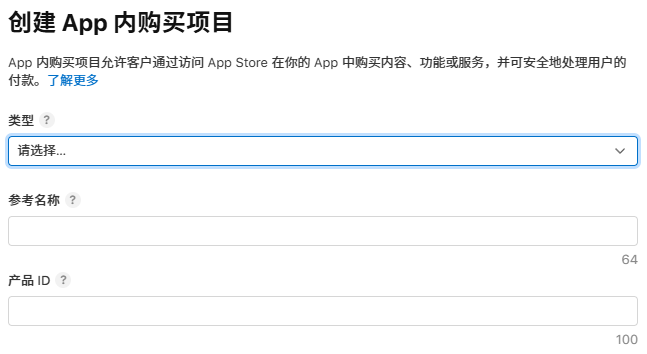 创建 App 内购买项目
App 内购买项目允许客户通过访问 App Store 在你的 App 中购买内容、功能或服务，并可安全地处理用户的
付款。了解更多
类型 ?
请选择...
参考名称 ?
64
产品 ID ?
100